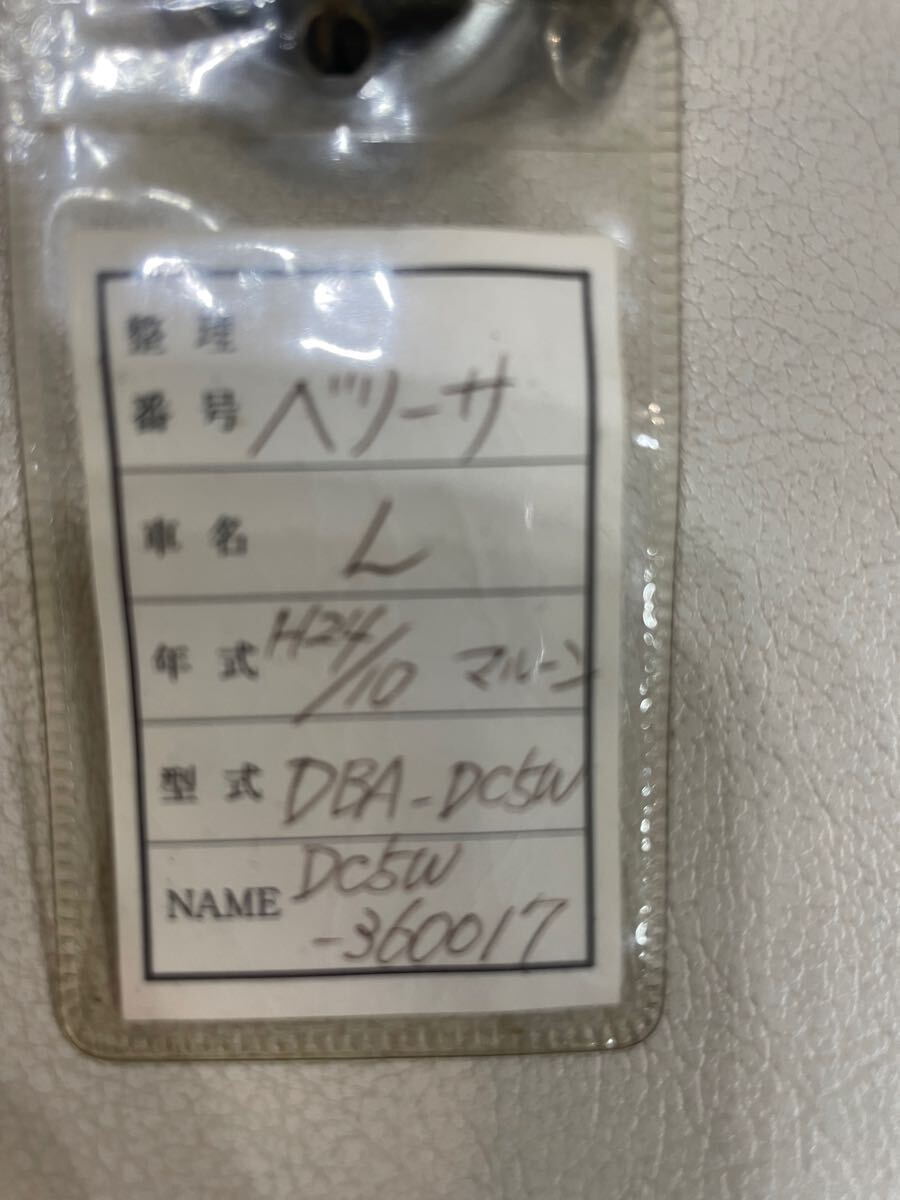 整理
番号 ベリーサ
車名 L
年式 H24/10 マルーン
型式 DBA-DC5W
NAME DC5W
-360017